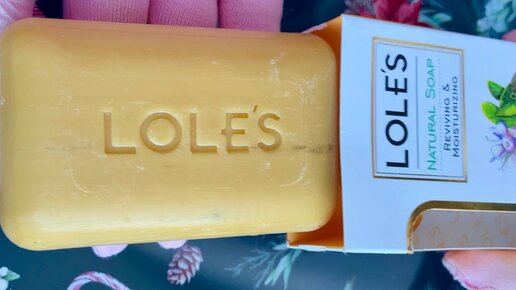 LOLE'S
LOLE'S
NATURAL SOAP
REVIVING &
MOISTURIZING